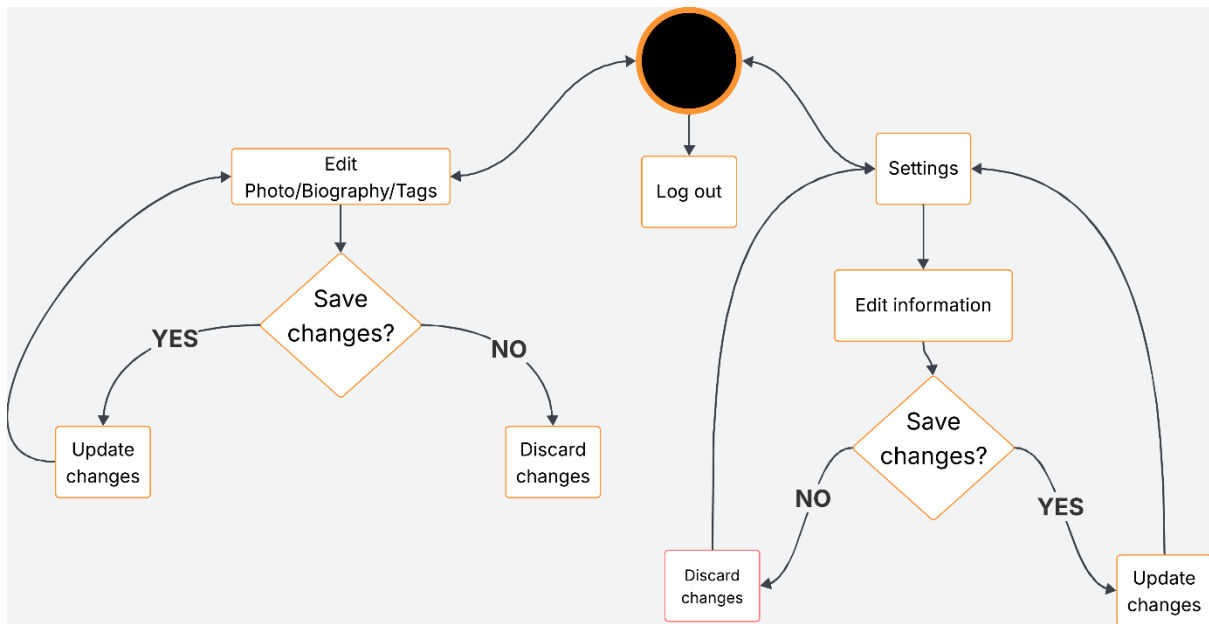 Edit
Photo/Biography/Tags
Log out
Settings
Save
changes?
YES
NO
Update
changes
Discard
changes
Edit information
Save
changes?
NO
YES
Discard
changes
Update
changes